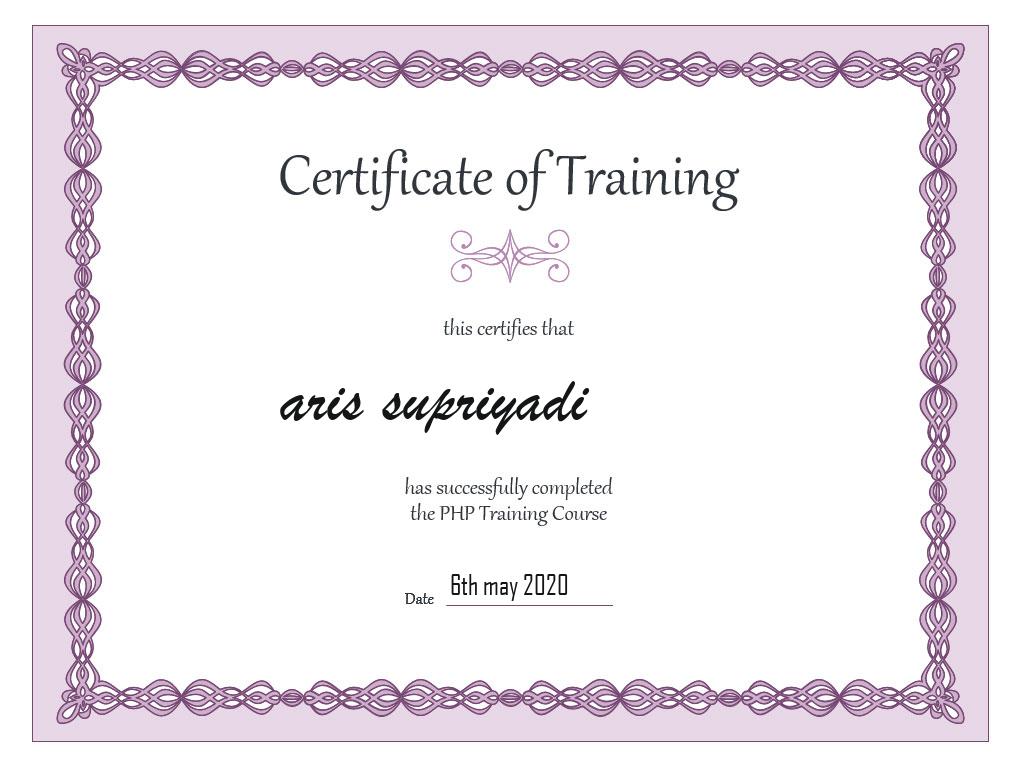 Certificate of Training
this certifies that
aris supriyadi
has successfully completed
the PHP Training Course
Date 6th may 2020